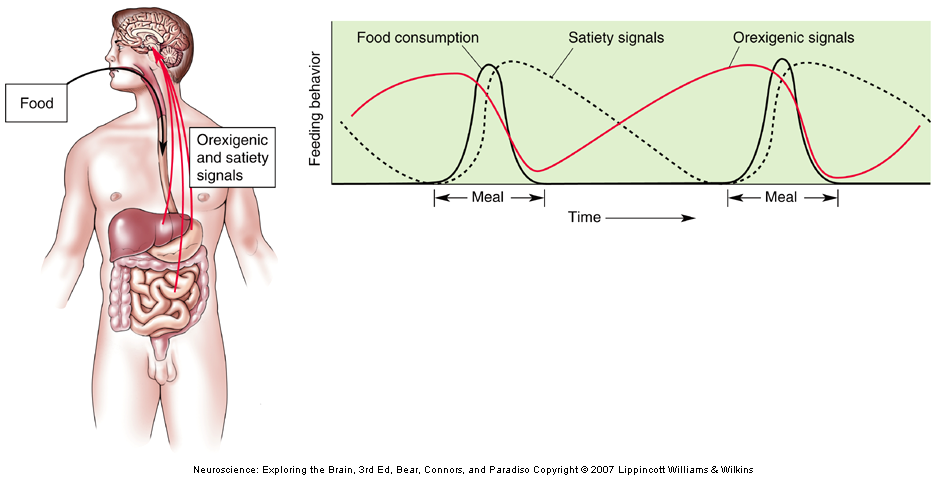 Food
Orexigenic
and satiety
signals
Food consumption
Satiety signals
Orexigenic signals
Feeding behavior
Meal
Meal
Time
Neuroscience: Exploring the Brain, 3rd Ed, Bear, Connors, and Paradiso Copyright © 2007 Lippincott Williams & Wilkins